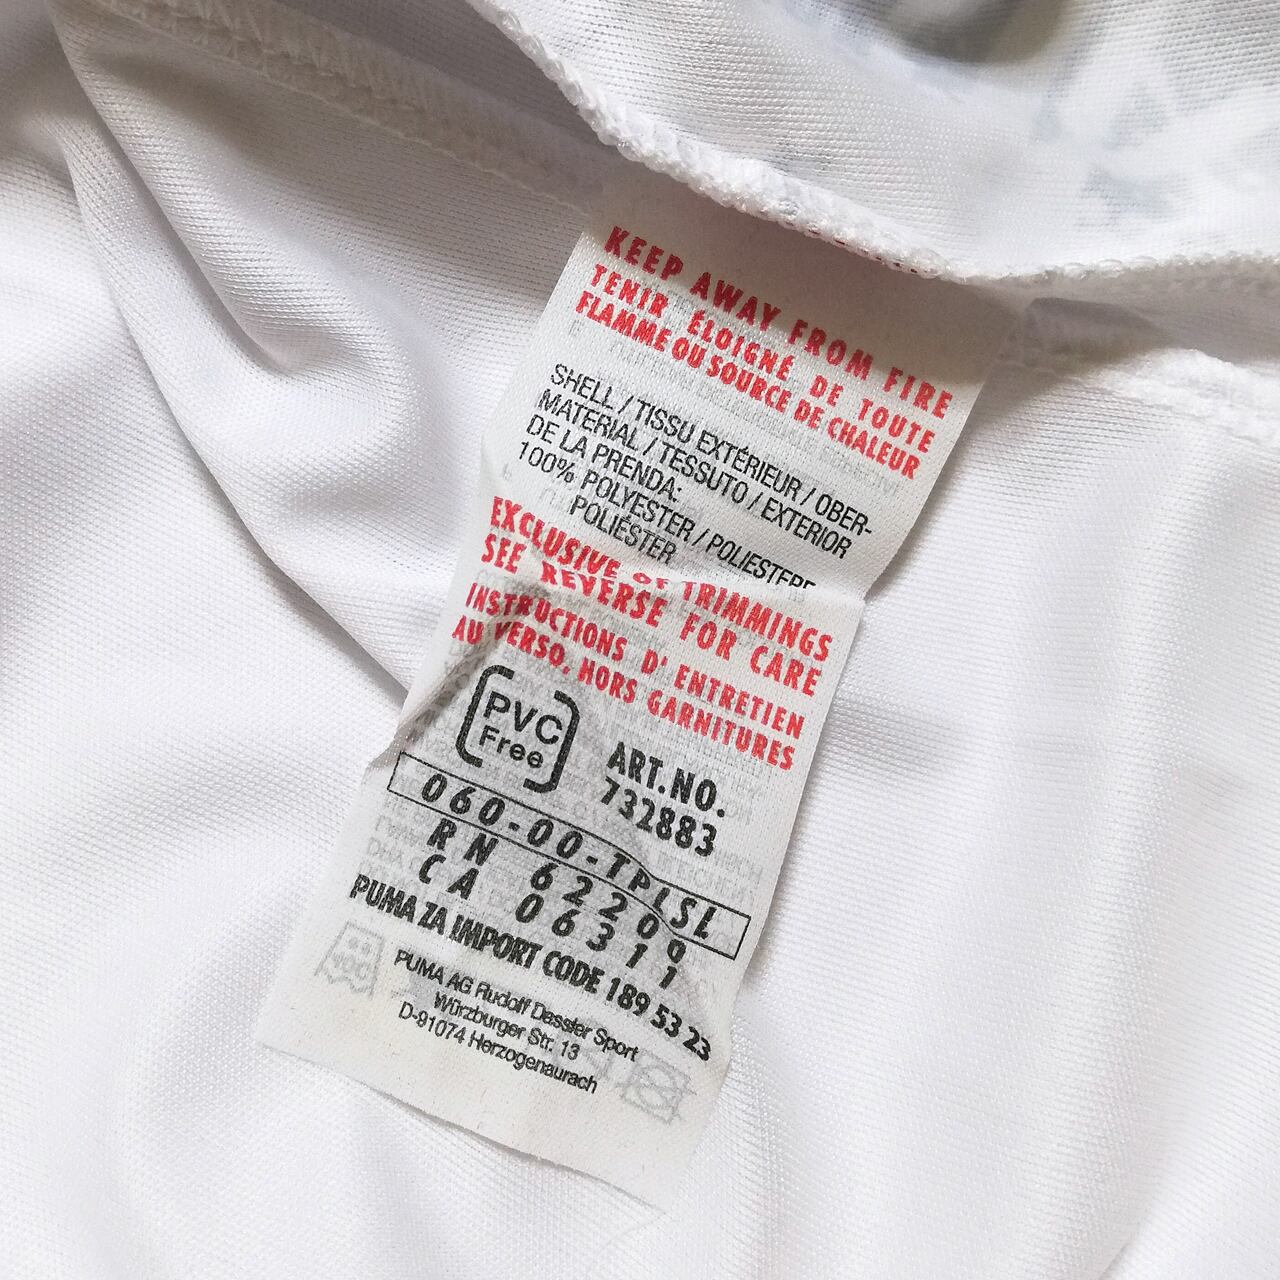 KEEP AWAY FROM FIRE
TENIR ÉLOIGNÉ DE TOUTE
FLAMME OU SOURCE DE CHALEUR
SHELL / TISSU EXTÉRIEUR / OBER-
MATERIAL / TESSUTO / EXTERIOR
DE LA PRENDA:
100% POLYESTER / POLIESTERE
POLIÉSTER
EXCLUSIVE OF TRIMMINGS
SEE REVERSE FOR CARE
INSTRUCTIONS D'ENTRETIEN
AU VERSO, HORS GARNITURES
PVC
Free
ART.NO.
732883
060-00-TPLSL
RN 62209
CA 06311
PUMA ZA IMPORT CODE 189 53 23
PUMA AG Rudolf Dassler Sport
Würzburger Str. 13
D-91074 Herzogenaurach